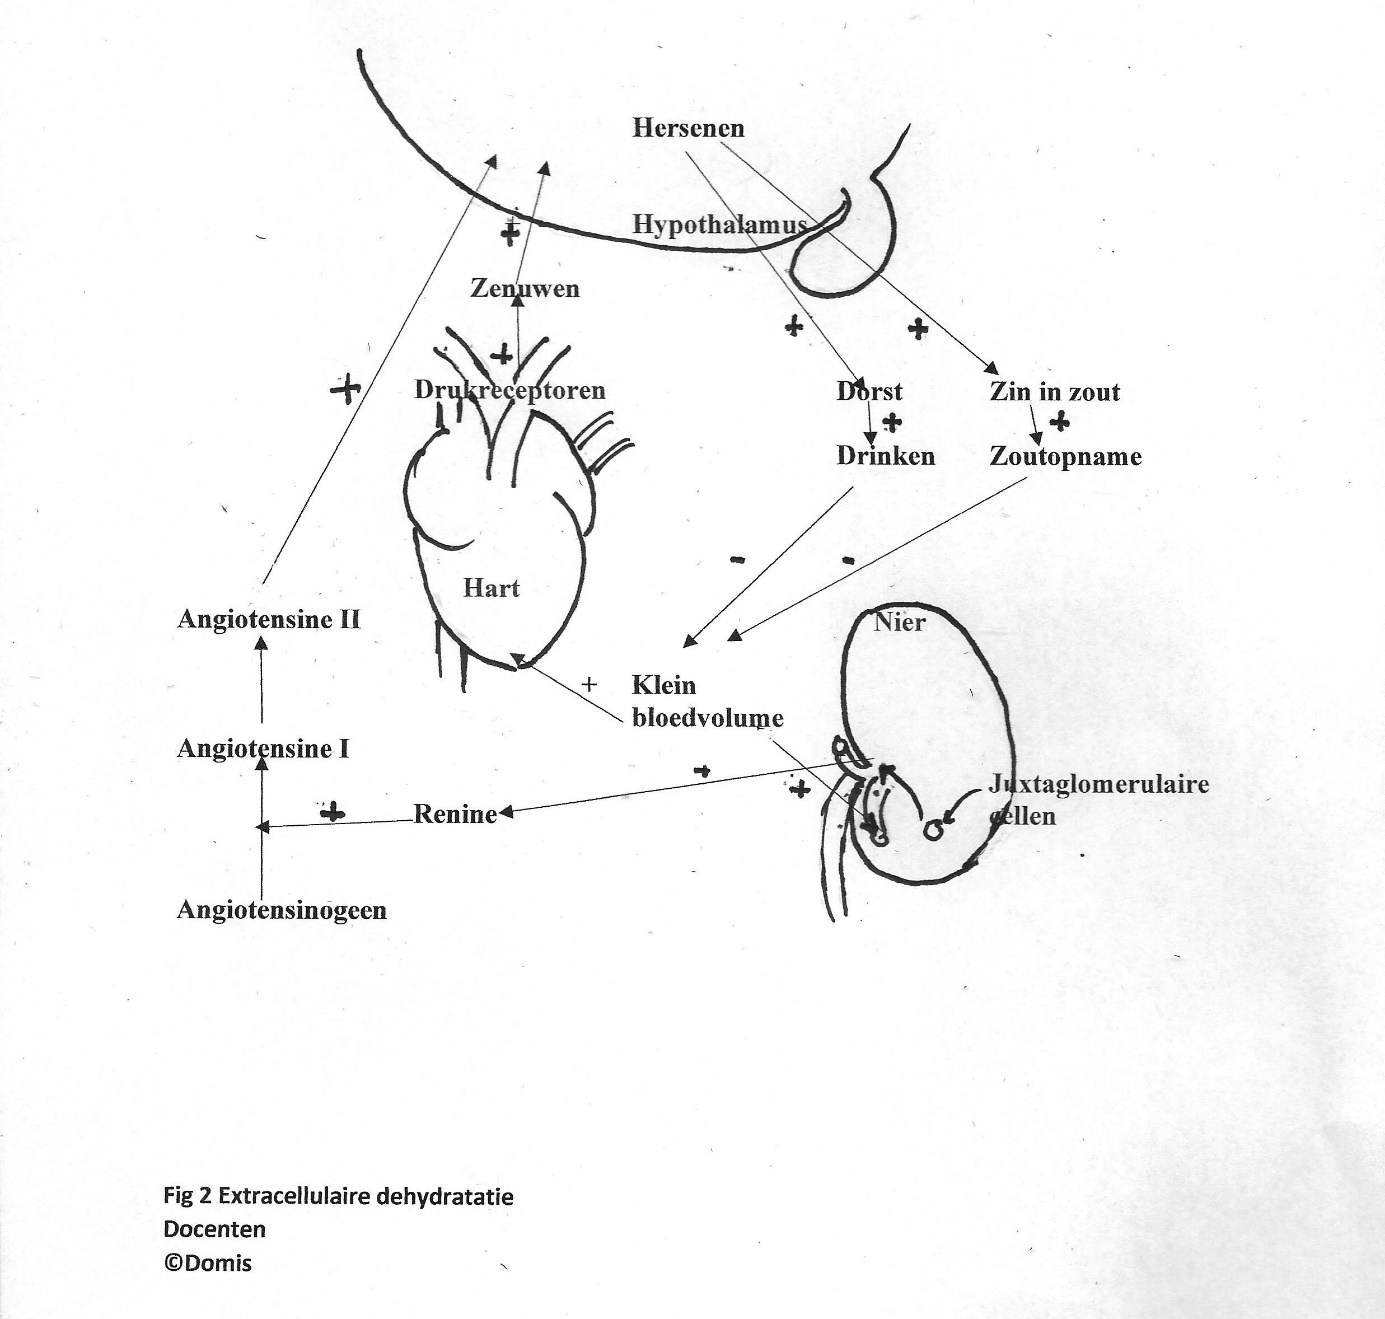 Hersenen
Hypothalamus
+
Zenuwen
+
+
+
+
Drukreceptoren
Dorst
Zin in zout
+
+
Drinken
Zoutopname
-
-
Hart
Angiotensine II
Nier
+
Klein
bloedvolume
Angiotensine I
+
+
Juxtaglomerulaire
cellen
+
Renine
Angiotensinogeen
Fig 2 Extracellulaire dehydratatie
Docenten
©Domis